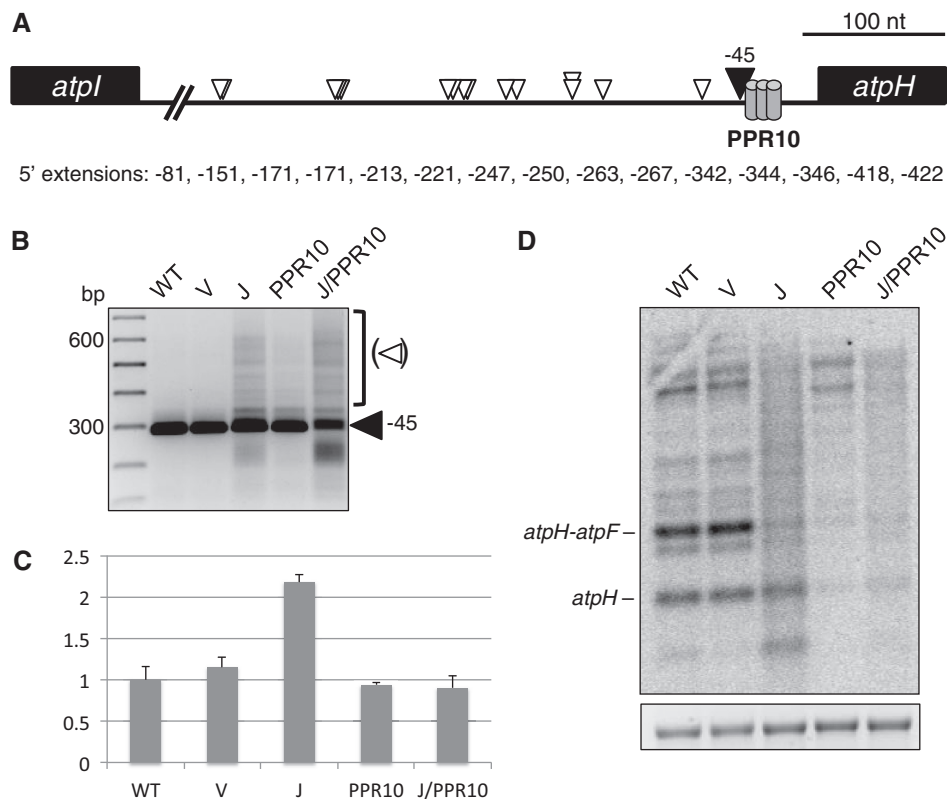 A
100 nt
-45
atpI
atpH
PPR10
5' extensions: -81, -151, -171, -171, -213, -221, -247, -250, -263, -267, -342, -344, -346, -418, -422
B
WT
V
J
PPR10
J/PPR10
bp
600
300
-45
C
2.5
2
1.5
1
0.5
0
WT
V
J
PPR10
J/PPR10
D
WT
V
J
PPR10
J/PPR10
atpH-atpF
atpH